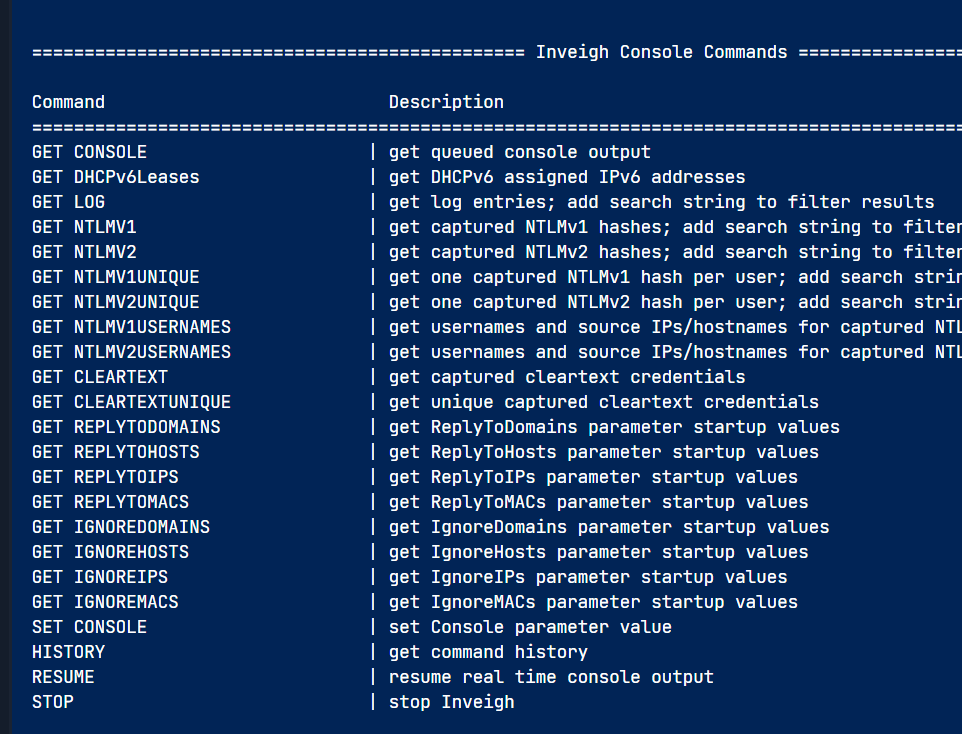 =============================================== Inveigh Console Commands ================
Command Description
=========================================================================================
GET CONSOLE | get queued console output
GET DHCPv6Leases | get DHCPv6 assigned IPv6 addresses
GET LOG | get log entries; add search string to filter results
GET NTLMV1 | get captured NTLMv1 hashes; add search string to filter
GET NTLMV2 | get captured NTLMv2 hashes; add search string to filter
GET NTLMV1UNIQUE | get one captured NTLMv1 hash per user; add search
GET NTLMV2UNIQUE | get one captured NTLMv2 hash per user; add search
GET NTLMV1USERNAMES | get usernames and source IPs/hostnames for captured
GET NTLMV2USERNAMES | get usernames and source IPs/hostnames for captured
GET CLEARTEXT | get captured cleartext credentials
GET CLEARTEXTUNIQUE | get unique captured cleartext credentials
GET REPLYTODOMAINS | get ReplyToDomains parameter startup values
GET REPLYTOHOSTS | get ReplyToHosts parameter startup values
GET REPLYTOIPS | get ReplyToIPs parameter startup values
GET REPLYTOMACS | get ReplyToMACs parameter startup values
GET IGNOREDOMAINS | get IgnoreDomains parameter startup values
GET IGNOREHOSTS | get IgnoreHosts parameter startup values
GET IGNOREIPS | get IgnoreIPs parameter startup values
GET IGNOREMACS | get IgnoreMACs parameter startup values
SET CONSOLE | set Console parameter value
HISTORY | get command history
RESUME | resume real time console output
STOP | stop Inveigh